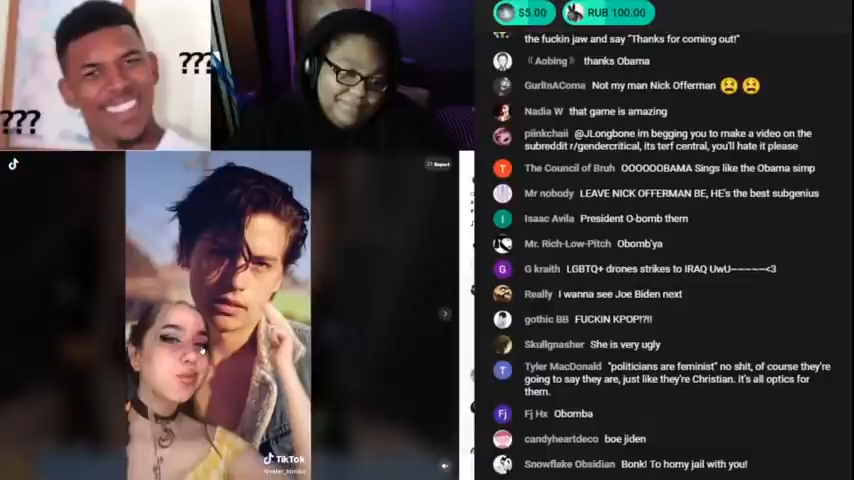 $5.00
RUB 100.00
???
???
the fuckin jaw and say "Thanks for coming out!"
《Aobing》 thanks Obama
GurlnAComa Not my man Nick Offerman 😫 😫
Nadia W that game is amazing
piinkchaii @JLongbone im begging you to make a video on the
subreddit r/gendercritical, its terf central, you'll hate it please
The Council of Bruh OOOOOOBAMA Sings like the Obama simp
Mr nobody LEAVE NICK OFFERMAN BE, HE's the best subgenius
Isaac Avila President O-bomb them
Mr. Rich-Low-Pitch Obomb'ya
G kraith LGBTQ+ drones strikes to IRAQ UwU~~~~~<3
Really I wanna see Joe Biden next
gothic BB FUCKIN KPOP!?!!
Skullgnasher She is very ugly
Tyler MacDonald "politicians are feminist" no shit, of course they're
going to say they are, just like they're Christian. it's all optics for
them.
Fj Hx Obomba
candyheartdeco boe jiden
Snowflake Obsidian Bonk! To horny jail with you!
Report
TikTok